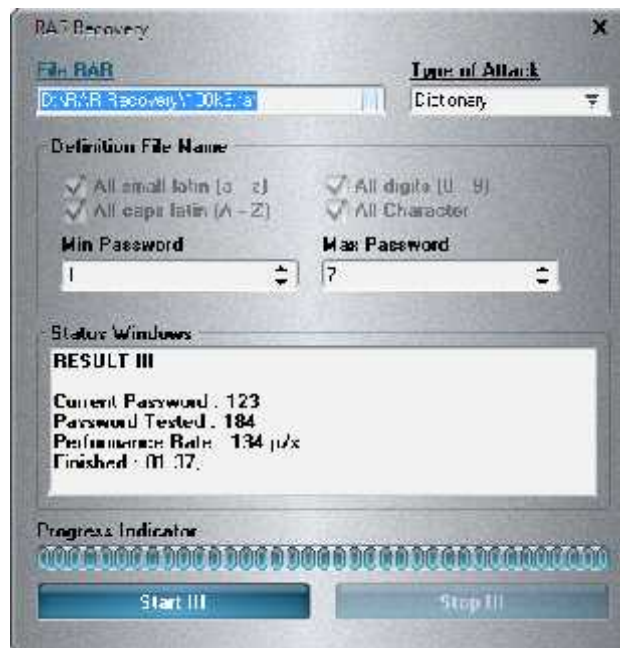 RAR Recovery
File RAR
Type of Attack
Dictionary
Definition File Name
All small latin (a - z)
All digits (0 - 9)
All caps latin (A - Z)
All Character
Min Password
Max Password
1
7
Status Windows
RESULT !!!
Current Password : 123
Password Tested : 184
Performance Rate : 134 p/s
Finished :
Progress Indicator
Start !!!
Stop !!!